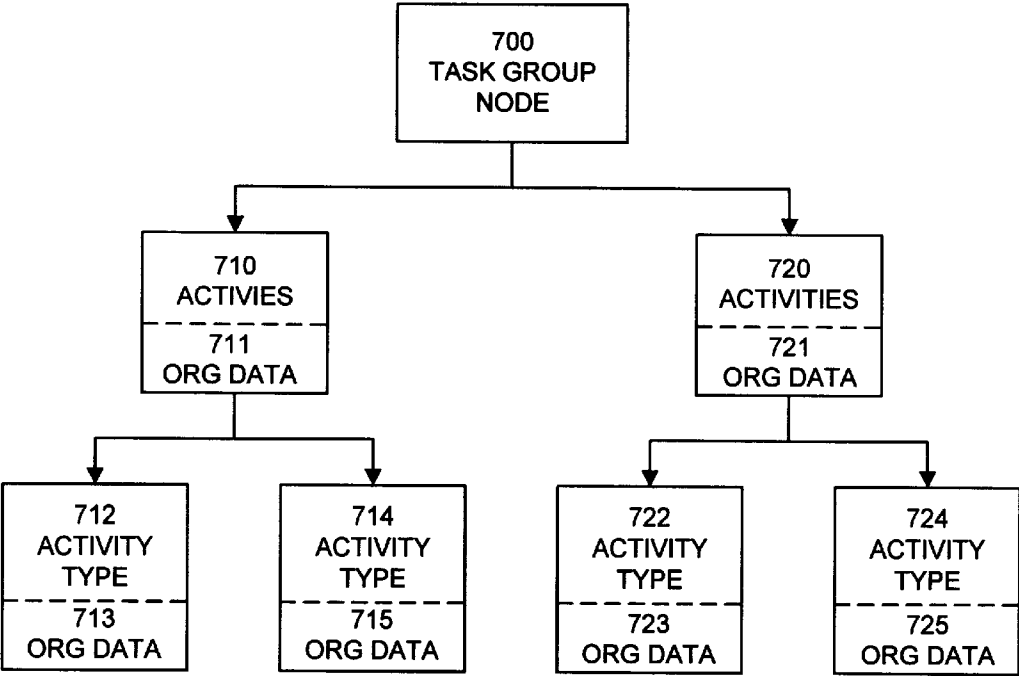 700
TASK GROUP
NODE
710
ACTIVIES
711
ORG DATA
720
ACTIVITIES
721
ORG DATA
712
ACTIVITY
TYPE
713
ORG DATA
714
ACTIVITY
TYPE
715
ORG DATA
722
ACTIVITY
TYPE
723
ORG DATA
724
ACTIVITY
TYPE
725
ORG DATA